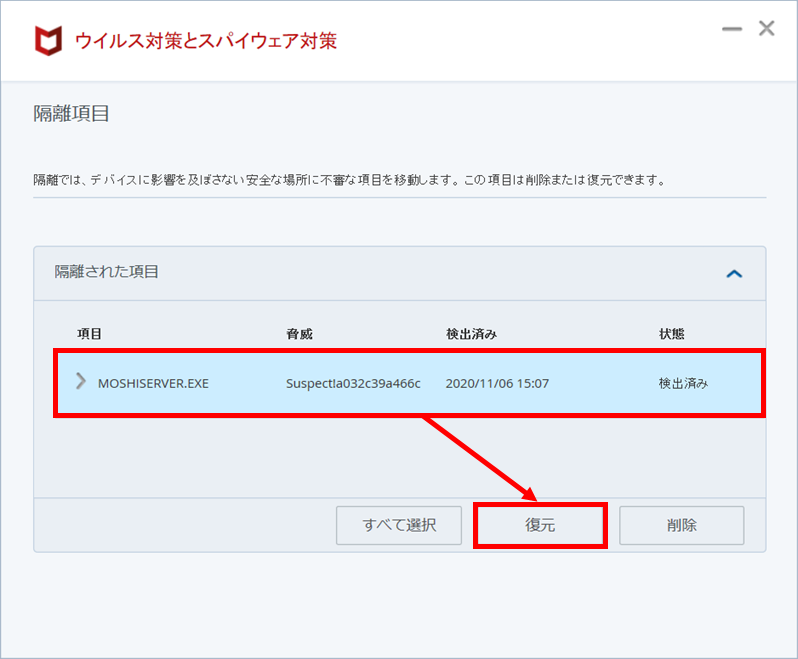 ウイルス対策とスパイウェア対策
隔離項目
隔離では、デバイスに影響を及ぼさない安全な場所に不審な項目を移動します。この項目は削除または復元できます。
隔離された項目
項目 脅威 検出済み 状態
MOSHISERVER.EXE Suspect!a032c39a466c 2020/11/06 15:07 検出済み
すべて選択 復元 削除